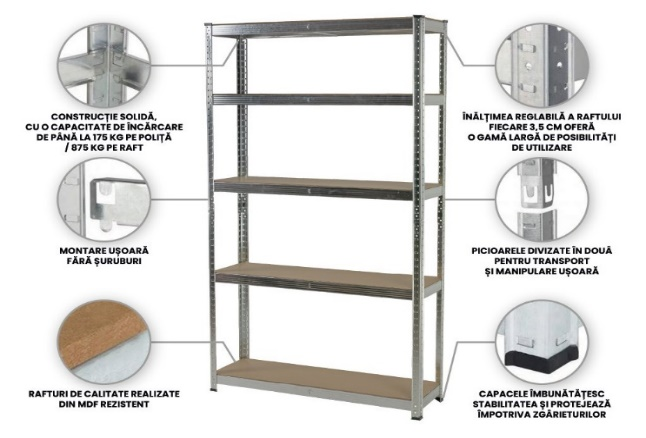 CONSTRUCȚIE SOLIDĂ,
CU O CAPACITATE DE ÎNCĂRCARE
DE PÂNĂ LA 175 KG PE POLIȚĂ
/ 875 KG PE RAFT
MONTARE UȘOARĂ
FĂRĂ ȘURUBURI
RAFTURI DE CALITATE REALIZATE
DIN MDF REZISTENT
ÎNĂLȚIMEA REGLABILĂ A RAFTULUI
FIECARE 3,5 CM OFERĂ
O GAMĂ LARGĂ DE POSIBILITĂȚI
DE UTILIZARE
PICIOARELE DIVIZATE ÎN DOUĂ
PENTRU TRANSPORT
ȘI MANIPULARE UȘOARĂ
CAPACELE ÎMBUNĂTĂȚESC
STABILITATEA ȘI PROTEJEAZĂ
ÎMPOTRIVA ZGÂRIETURILOR